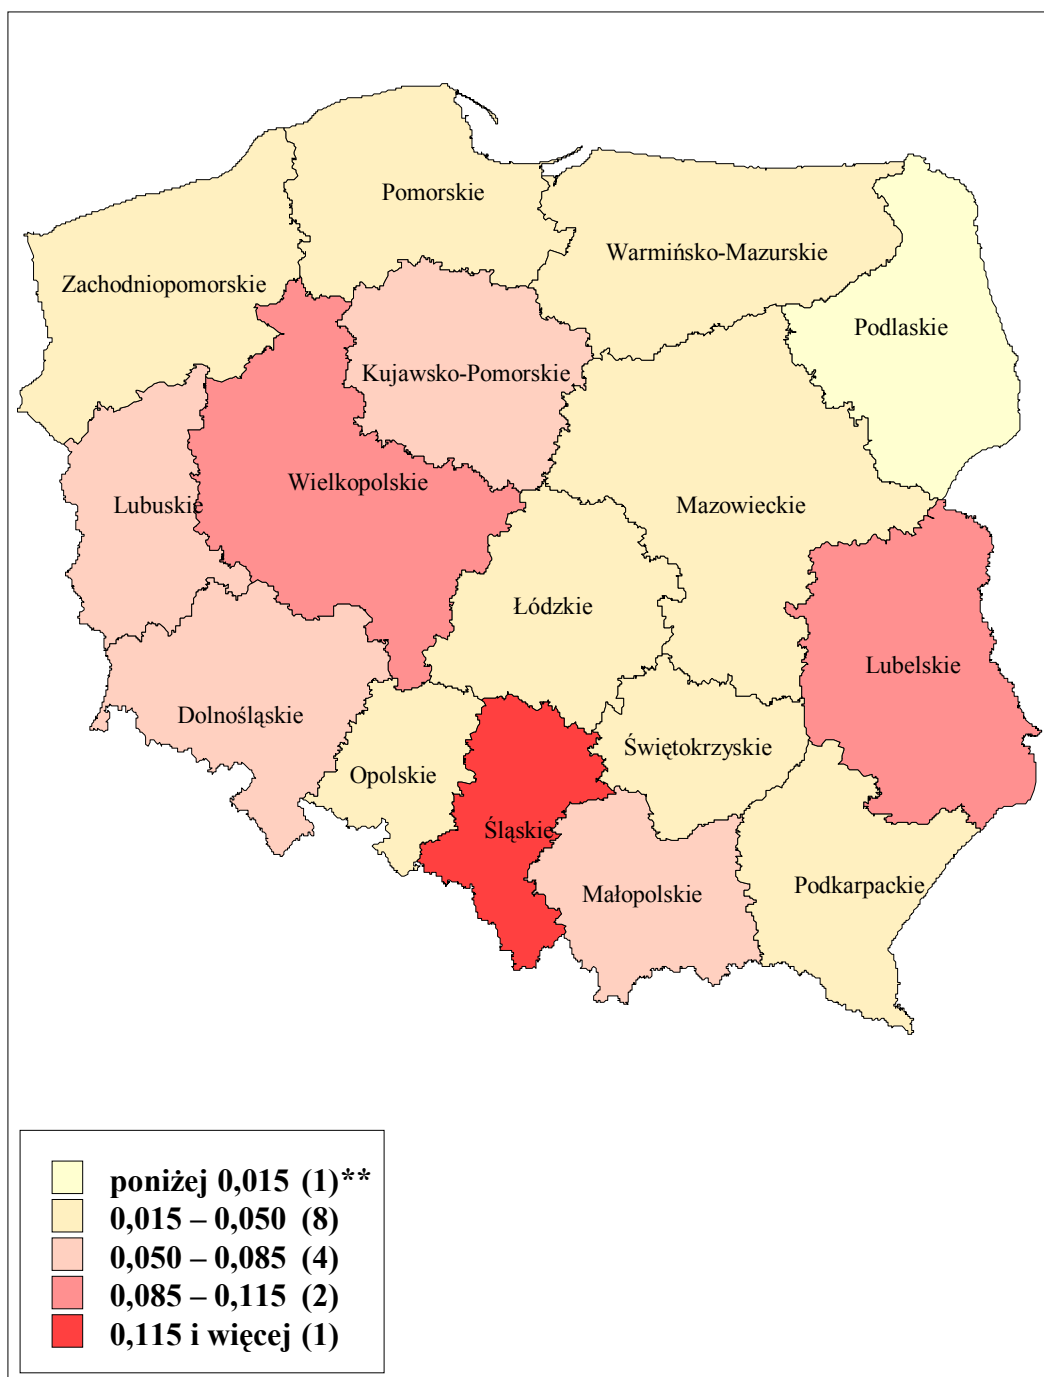 Pomorskie
Warmińsko-Mazurskie
Zachodniopomorskie
Podlaskie
Kujawsko-Pomorskie
Wielkopolskie
Lubuskie
Mazowieckie
Łódzkie
Lubelskie
Dolnośląskie
Świętokrzyskie
Opolskie
Śląskie
Podkarpackie
Małopolskie
poniżej 0,015 (1)**
0,015 – 0,050 (8)
0,050 – 0,085 (4)
0,085 – 0,115 (2)
0,115 i więcej (1)